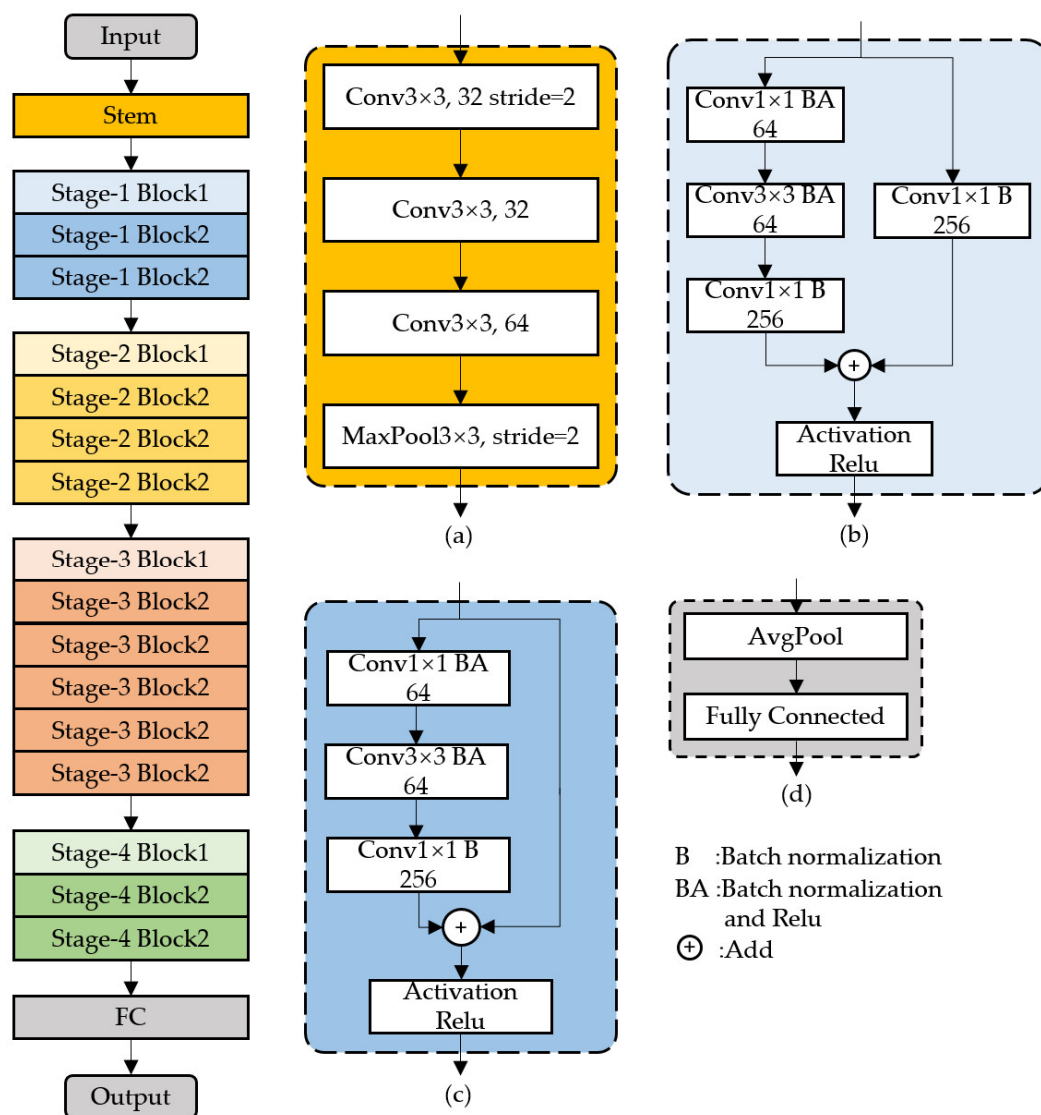 Input
Stem
Stage-1 Block1
Stage-1 Block2
Stage-1 Block2
Stage-2 Block1
Stage-2 Block2
Stage-2 Block2
Stage-2 Block2
Stage-3 Block1
Stage-3 Block2
Stage-3 Block2
Stage-3 Block2
Stage-3 Block2
Stage-3 Block2
Stage-4 Block1
Stage-4 Block2
Stage-4 Block2
FC
Output
Conv3×3, 32 stride=2
Conv3×3, 32
Conv3×3, 64
MaxPool3×3, stride=2
(a)
Conv1×1 BA
64
Conv3×3 BA
64
Conv1×1 B
256
Conv1×1 B
256
+
Activation
Relu
(b)
Conv1×1 BA
64
Conv3×3 BA
64
Conv1×1 B
256
+
Activation
Relu
(c)
AvgPool
Fully Connected
(d)
B :Batch normalization
BA :Batch normalization
and Relu
+ :Add